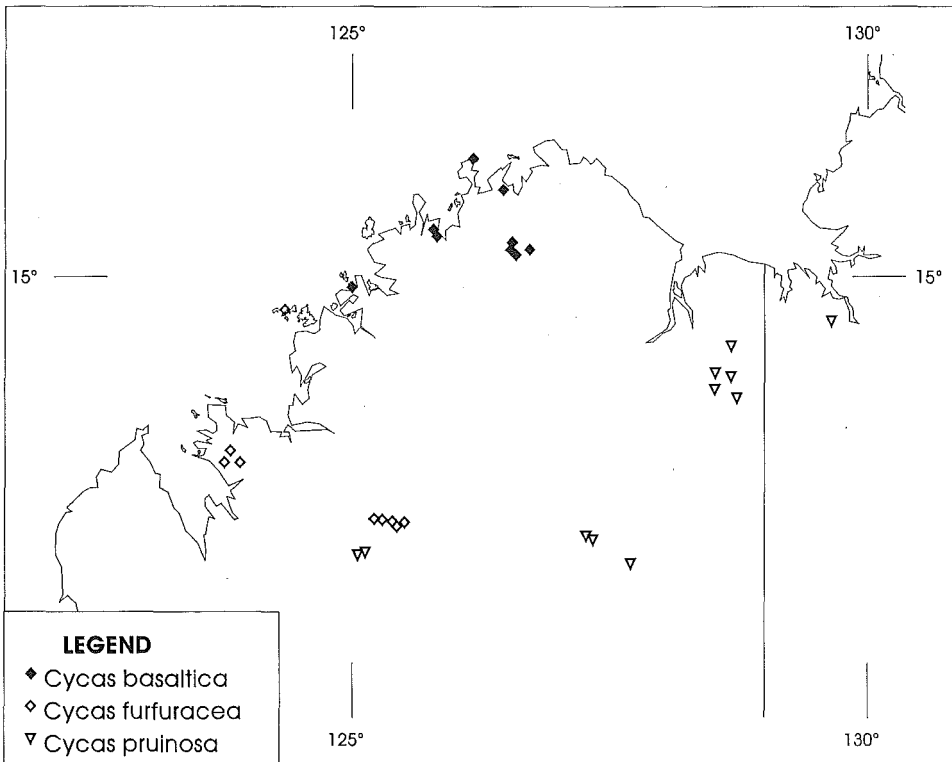 125° 130°
15° 15°
LEGEND
Cycas basaltica
Cycas furfuracea
Cycas pruinosa
125° 130°